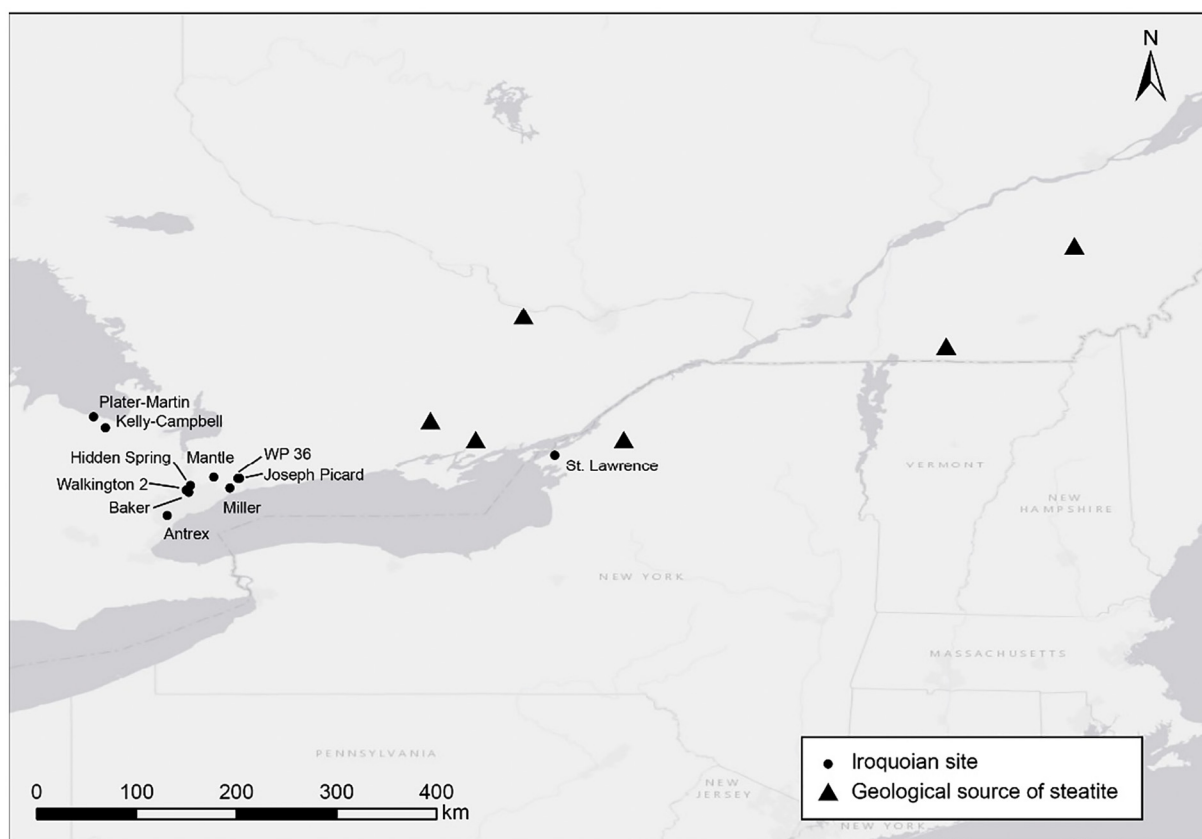 N
Plater-Martin
Kelly-Campbell
Hidden Spring
Mantle
WP 36
Joseph Picard
Walkington 2
Baker
Miller
Antrex
St. Lawrence
VERMONT
NEW
HAMPSHIRE
NEW YORK
MASSACHUSETTS
PENNSYLVANIA
NEW
JERSEY
NEW YORK
0 100 200 300 400
km
Iroquoian site
Geological source of steatite